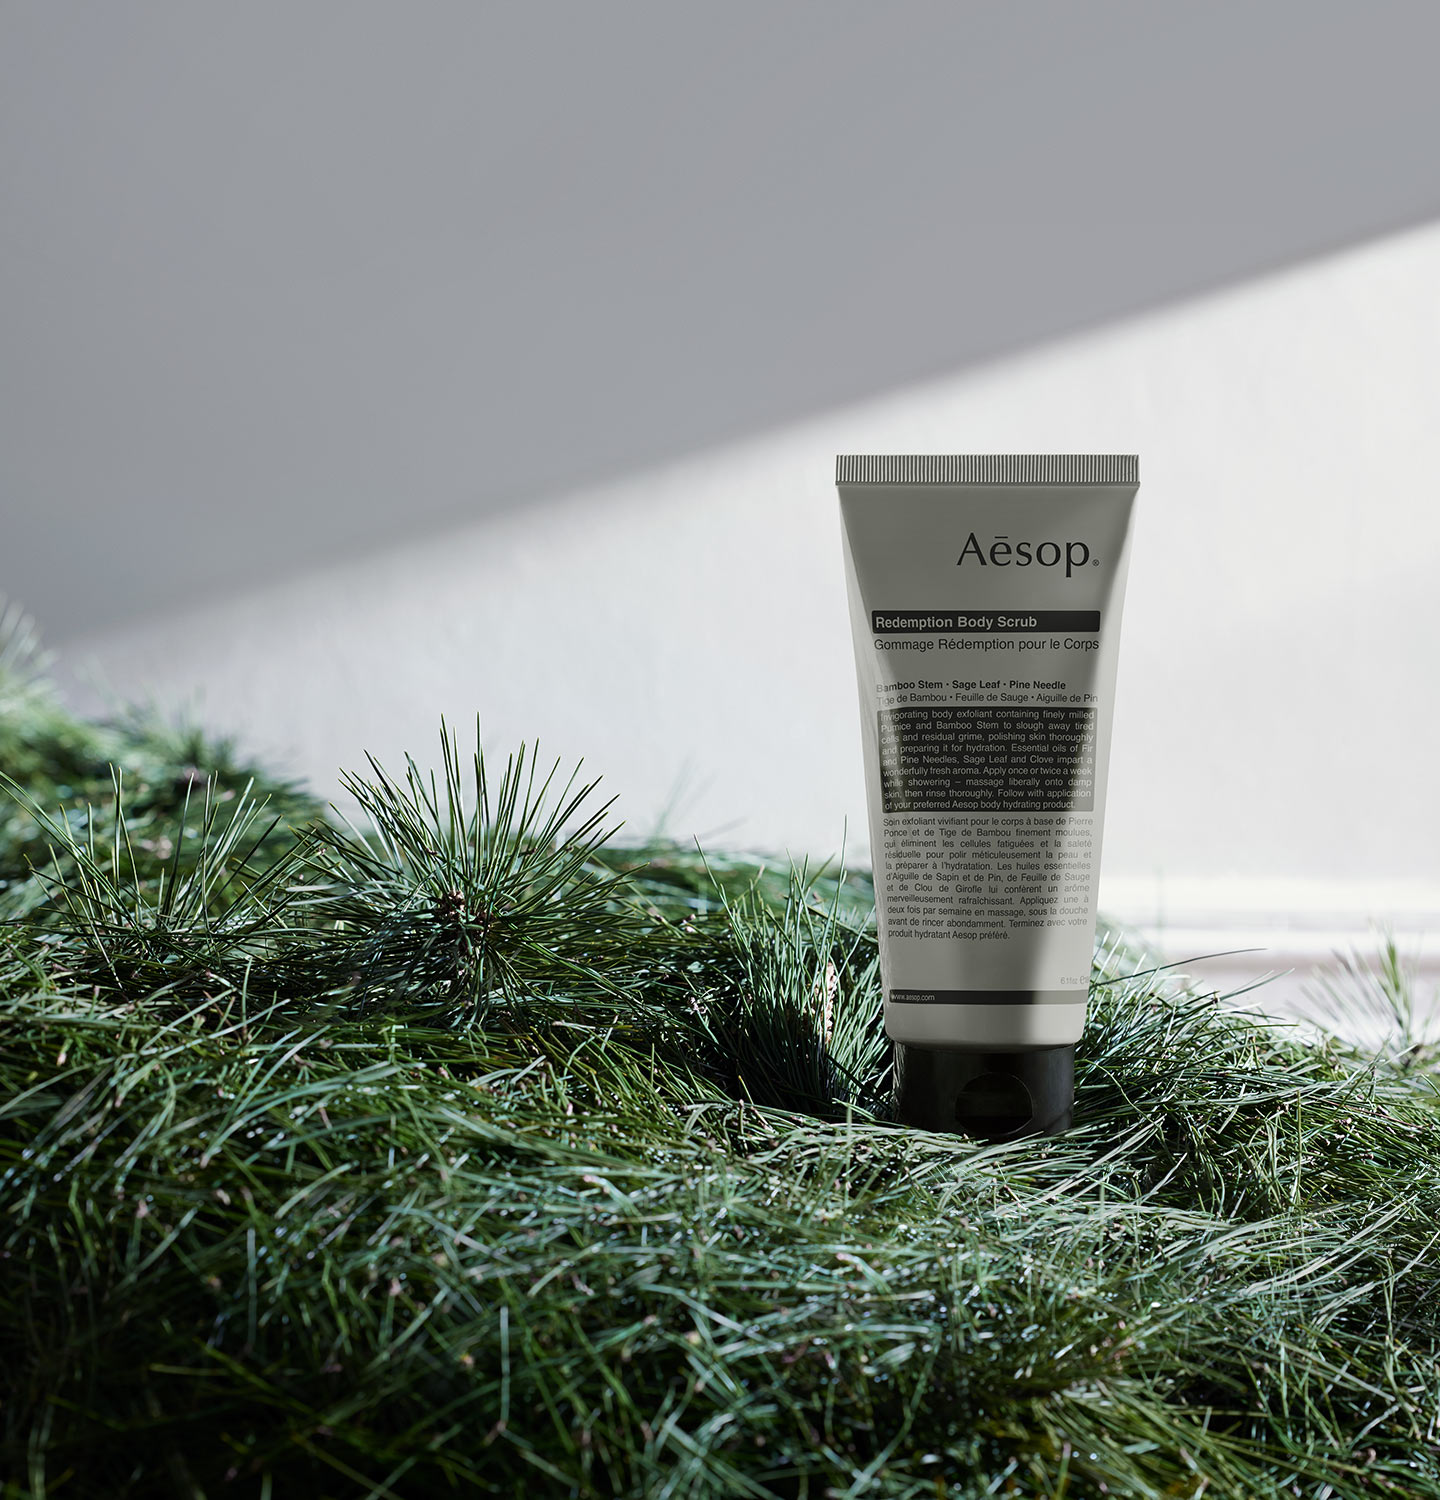 Aēsop®
Redemption Body Scrub
Gommage Rédemption pour le Corps
Bamboo Stem • Sage Leaf • Pine Needle
Tige de Bambou • Feuille de Sauge • Aiguille de Pin
Invigorating body exfoliant containing finely milled
Pumice and Bamboo Stem to slough away tired
cells and residual grime, polishing skin thoroughly
and preparing it for hydration. Essential oils of Fir
and Pine Needles, Sage Leaf and Clove impart a
wonderfully fresh aroma. Apply once or twice a week
while showering – massage liberally onto damp
skin, then rinse thoroughly. Follow with application
of your preferred Aesop body hydrating product.
Soin exfoliant vivifiant pour le corps à base de Pierre
Ponce et de Tige de Bambou finement moulues,
qui éliminent les cellules fatiguées et la saleté
résiduelle pour polir méticuleusement la peau et
la préparer à l'hydratation. Les huiles essentielles
d'Aiguille de Sapin et de Pin, de Feuille de Sauge
et de Clou de Girofle lui confèrent un arôme
merveilleusement rafraîchissant. Appliquez une à
deux fois par semaine en massage, sous la douche
avant de rincer abondamment. Terminez avec votre
produit hydratant Aesop préféré.
6.1 floz
www.aesop.com